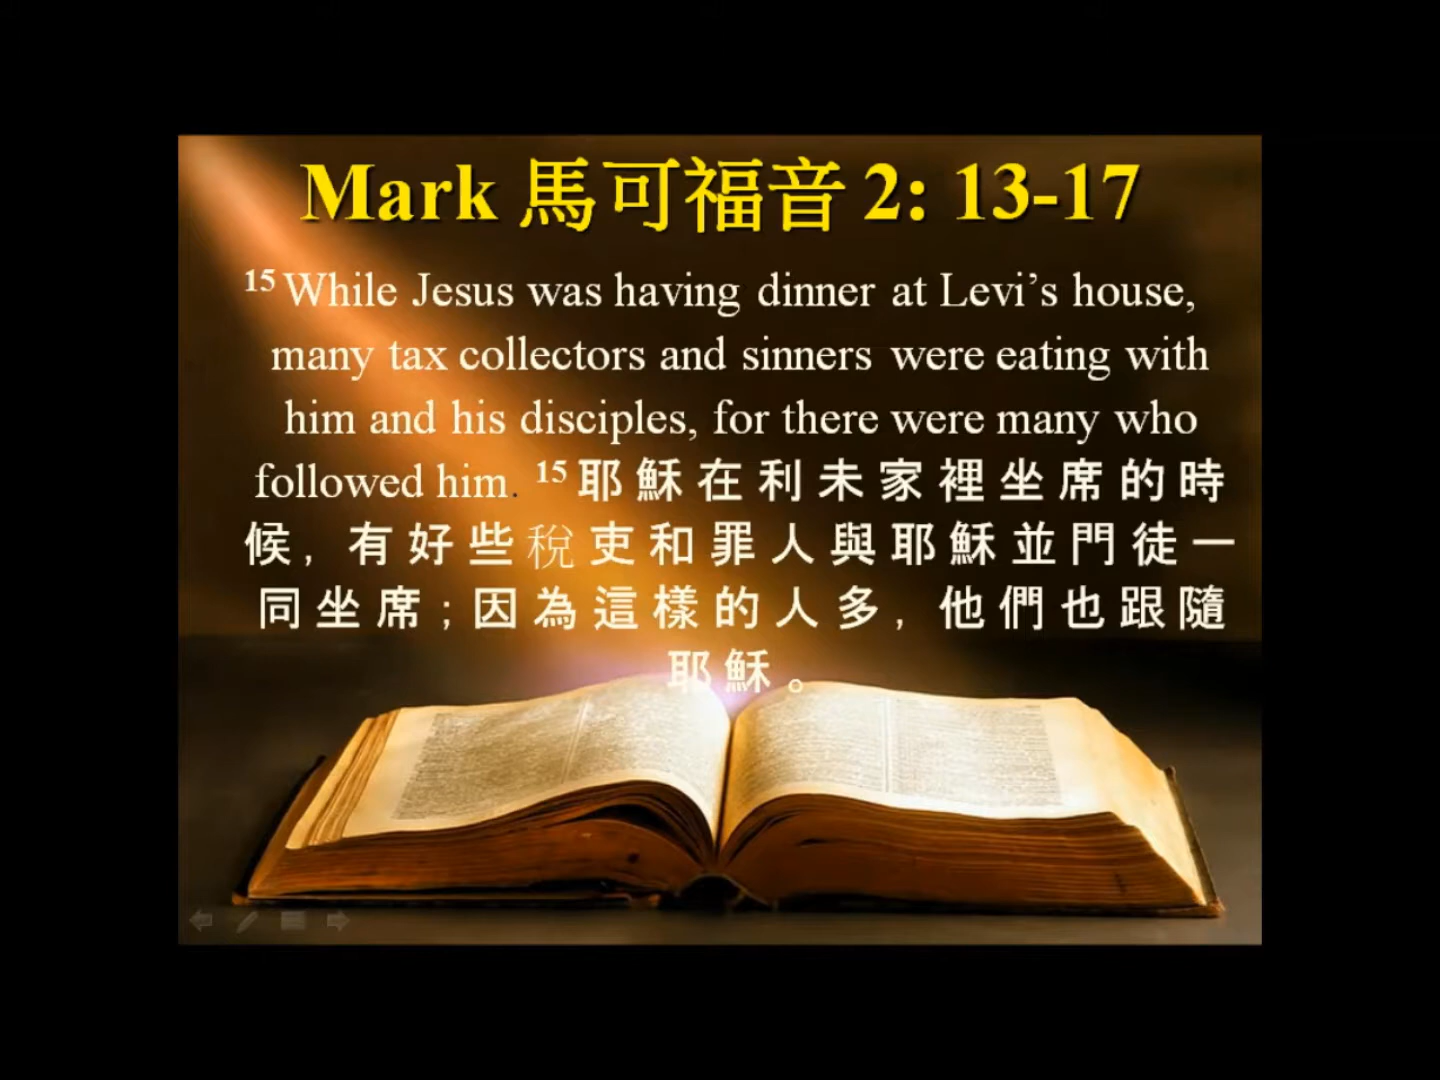 Mark 馬可福音 2: 13-17
15 While Jesus was having dinner at Levi’s house,
many tax collectors and sinners were eating with
him and his disciples, for there were many who
followed him. 15 耶穌在利未家裡坐席的時
候, 有好些稅吏和罪人與耶穌並門徒一
同坐席; 因為這樣的人多, 他們也跟隨
耶穌。